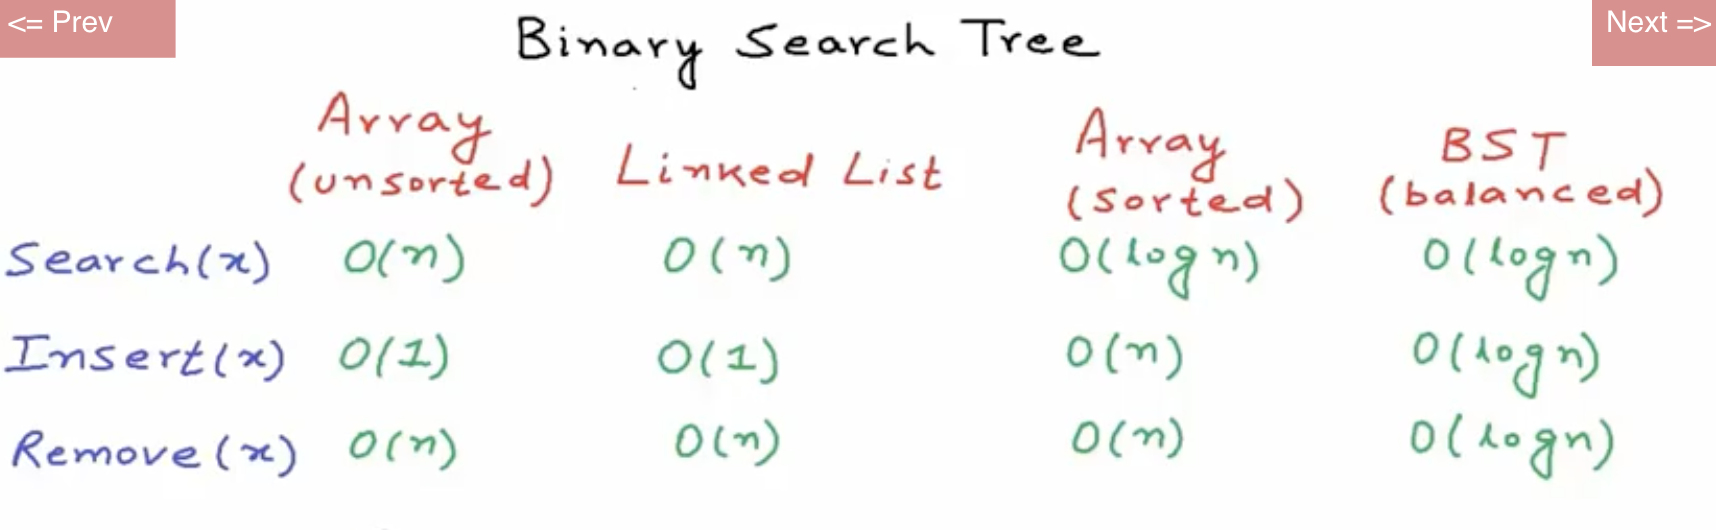 <= Prev
Next =>
Binary Search Tree
Array (unsorted) Linked List Array (sorted) BST (balanced)
Search(x) O(n) O(n) O(log n) O(log n)
Insert(x) O(1) O(1) O(n) O(log n)
Remove(x) O(n) O(n) O(n) O(log n)